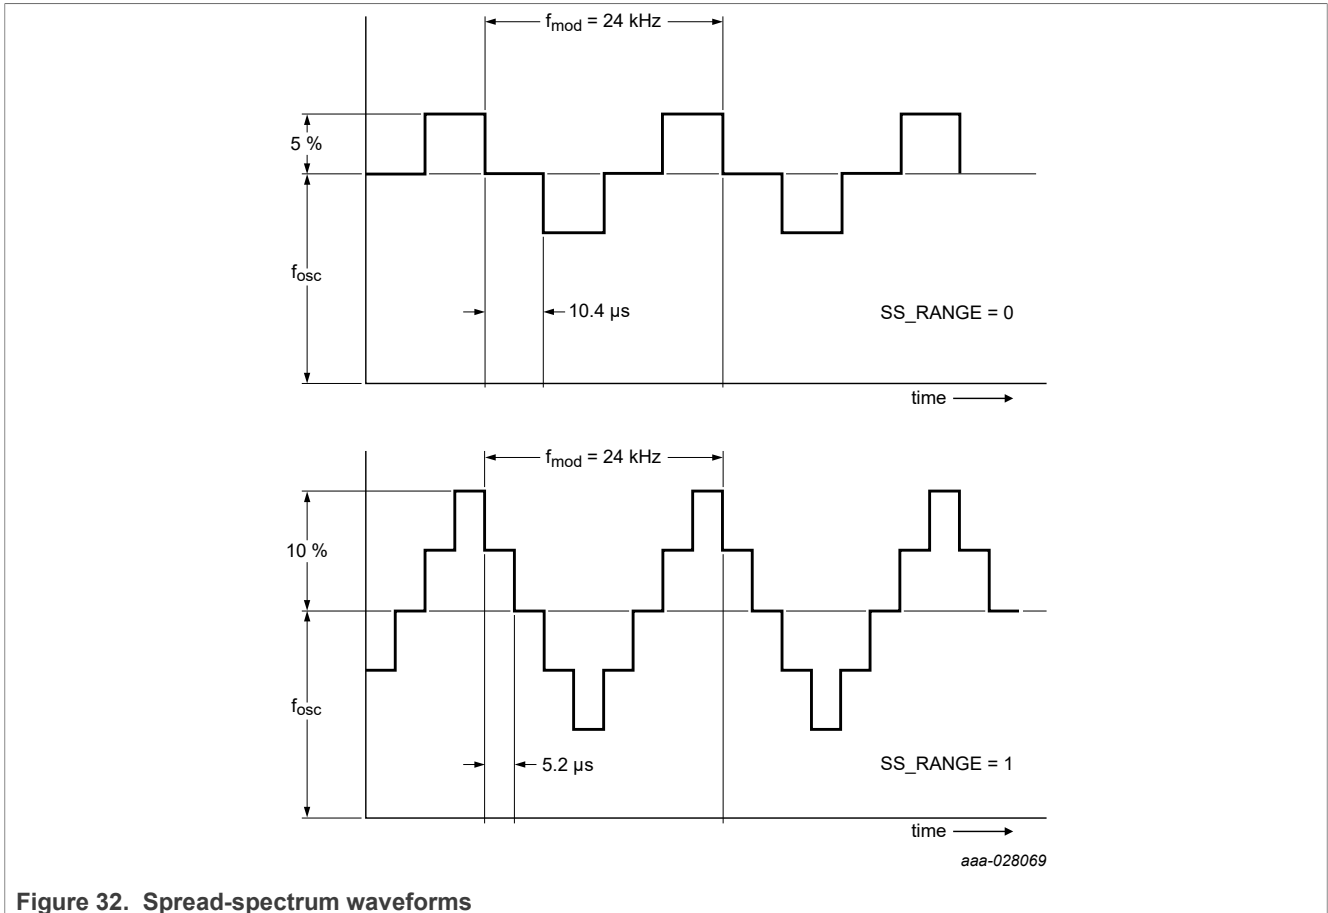 fmod = 24 kHz
5 %
fosc
10.4 µs
SS_RANGE = 0
time
fmod = 24 kHz
10 %
fosc
5.2 µs
SS_RANGE = 1
time
aaa-028069
Figure 32. Spread-spectrum waveforms